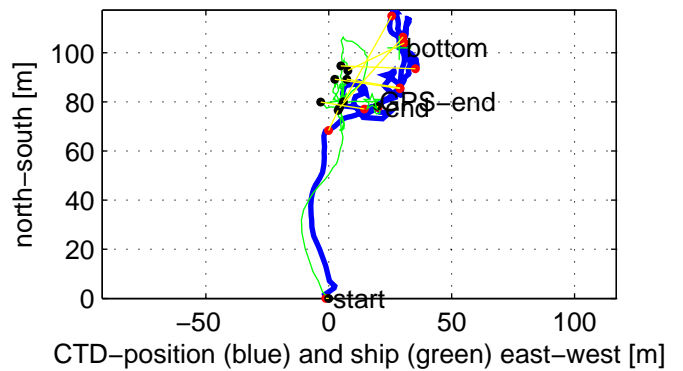 100
80
60
40
20
0
north−south [m]
bottom
GPS−end
end
start
−50
0
50
100
CTD−position (blue) and ship (green) east−west [m]